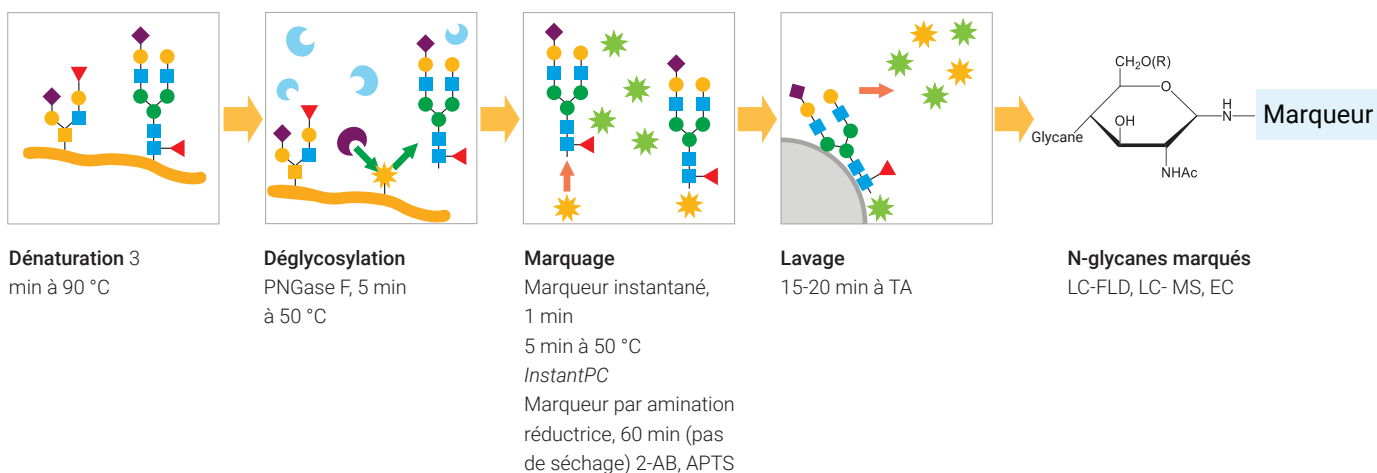 Dénaturation 3
min à 90 °C
Déglycosylation
PNGase F, 5 min
à 50 °C
Marquage
Marqueur instantané,
1 min
5 min à 50 °C
InstantPC
Marqueur par amination
réductrice, 60 min (pas
de séchage) 2-AB, APTS
Lavage
15-20 min à TA
CH2O(R)
O
OH
Glycane
NHAc
H
N
Marqueur
N-glycanes marqués
LC-FLD, LC- MS, EC